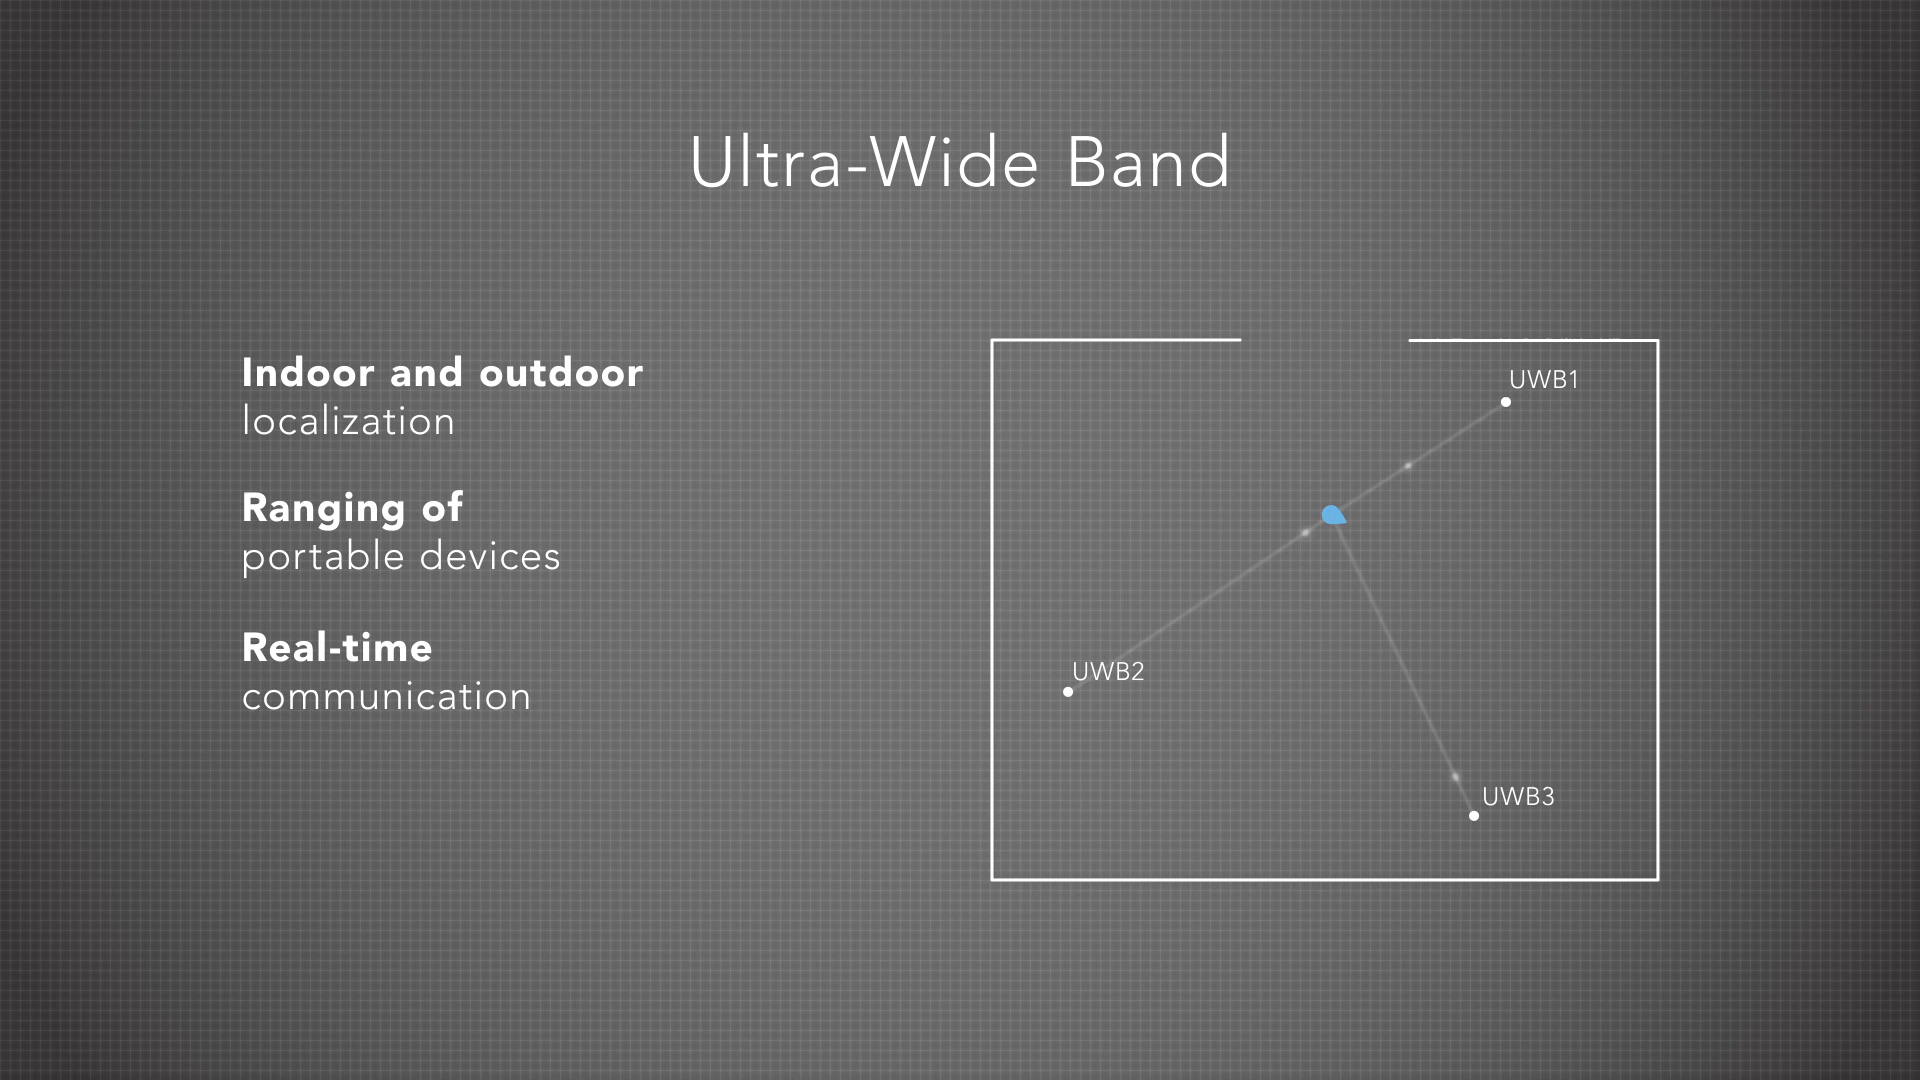 Ultra-Wide Band
Indoor and outdoor
localization
Ranging of
portable devices
Real-time
communication
UWB1
UWB2
UWB3